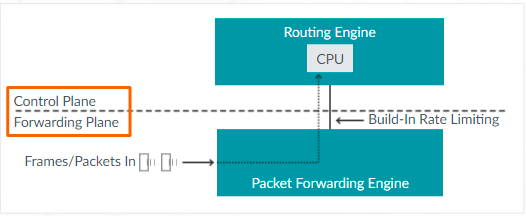 Routing Engine
CPU
Control Plane
Forwarding Plane
Build-In Rate Limiting
Frames/Packets In
Packet Forwarding Engine